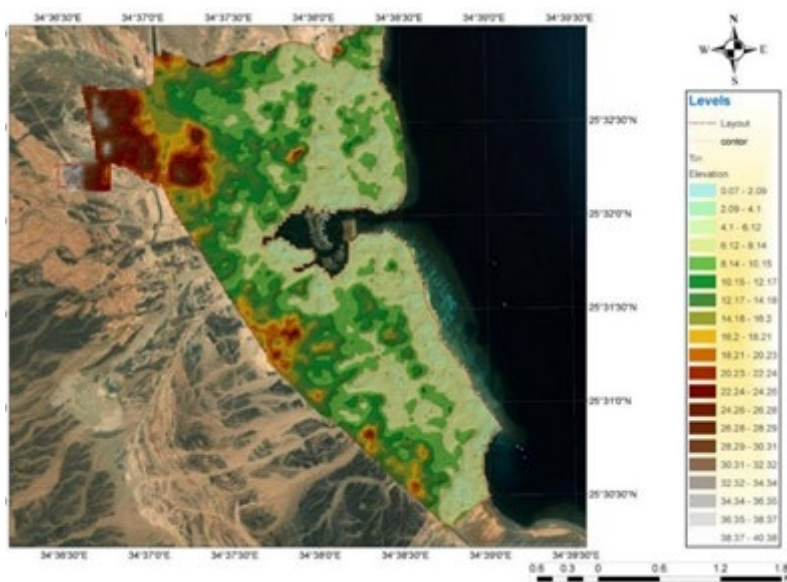 34°36'30"E 34°37'0"E 34°37'30"E 34°38'0"E 34°38'30"E 34°39'0"E 34°39'30"E
N
W E
S
Levels
Layout
contor
Tin
Elevation
0.07 - 2.09
2.09 - 4.1
4.1 - 6.12
6.12 - 8.14
8.14 - 10.15
10.15 - 12.17
12.17 - 14.18
14.18 - 16.2
16.2 - 18.21
18.21 - 20.23
20.23 - 22.24
22.24 - 24.26
24.26 - 26.28
26.28 - 28.29
28.29 - 30.31
30.31 - 32.32
32.32 - 34.34
34.34 - 36.35
36.35 - 38.37
38.37 - 40.38
25°32'30"N
25°32'0"N
25°31'30"N
25°31'0"N
25°30'30"N
34°36'30"E 34°37'0"E 34°37'30"E 34°38'0"E 34°38'30"E 34°39'0"E 34°39'30"E
0.6 0.3 0 0.6 1.2 1.8